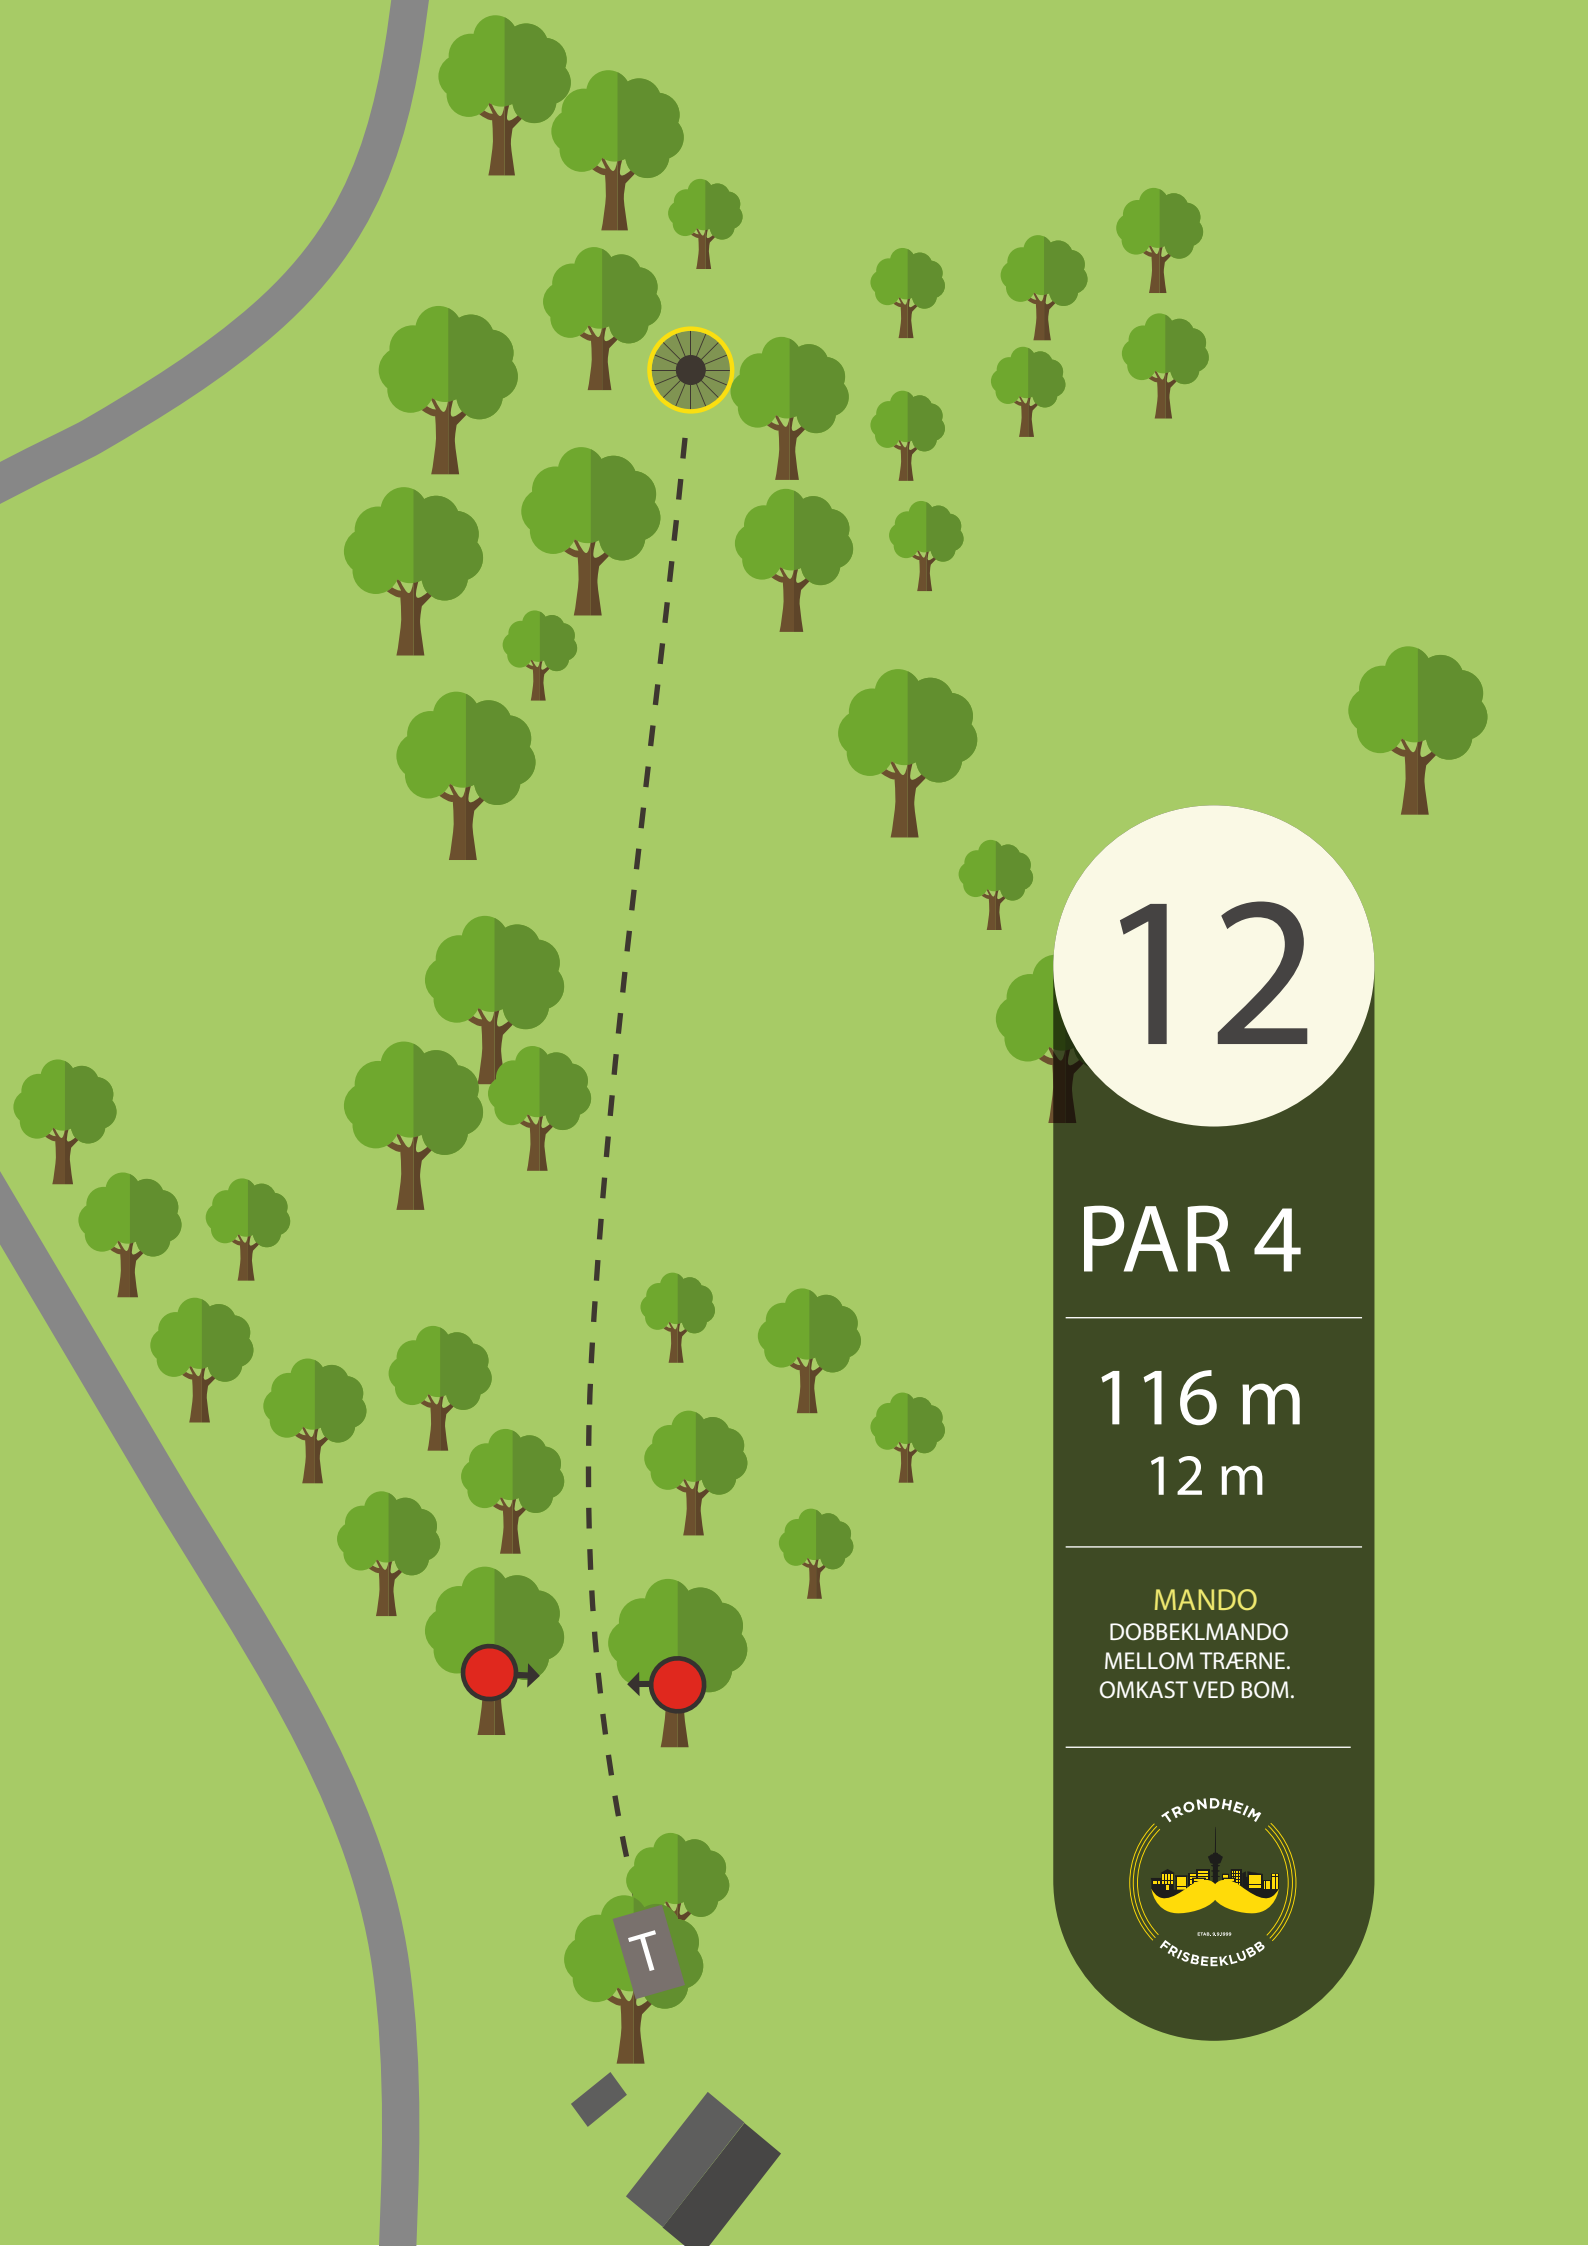 12
PAR 4
116 m
12 m
MANDO
DOBBEKLMANDO
MELLOM TRÆRNE.
OMKAST VED BOM.
TRONDHEIM
FRISBEEKLUBB
T